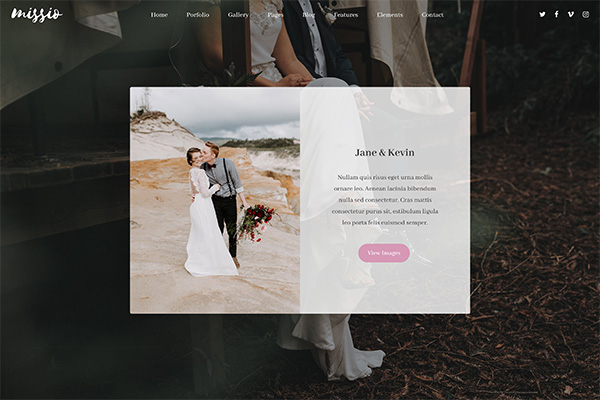 missio
Home Porfolio Gallery Pages Blog Features Elements Contact
Jane & Kevin
Nullam quis risus eget urna mollis
ornare leo. Aenean lacinia bibendum
nulla sed consectetur. Cras mattis
consectetur purus sit, estibulum ligula
leo porta felis euismod semper.
View Images